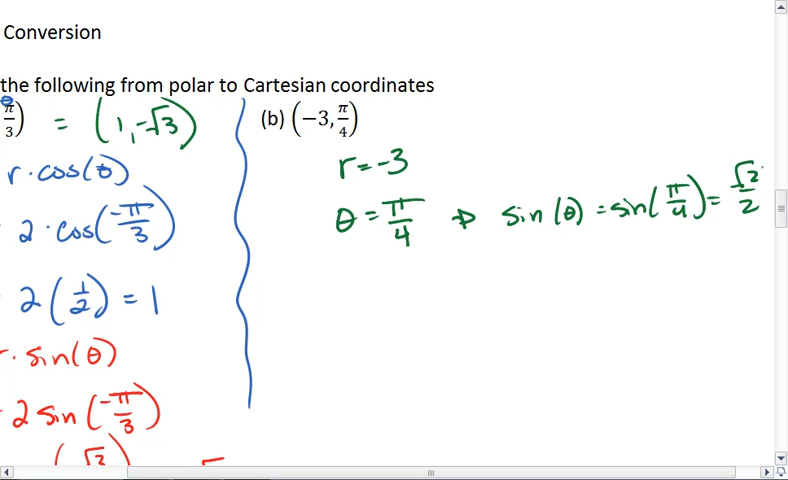 Conversion
the following from polar to Cartesian coordinates
θ
π/3) = (1, -√3)
r · cos(θ)
2 · cos(-π/3)
2 (1/2) = 1
r · sin(θ)
2 sin(-π/3)
(√3
(b) (−3, π/4)
r = -3
θ = π/4 ⇒ sin(θ) = sin(π/4) = √2/2